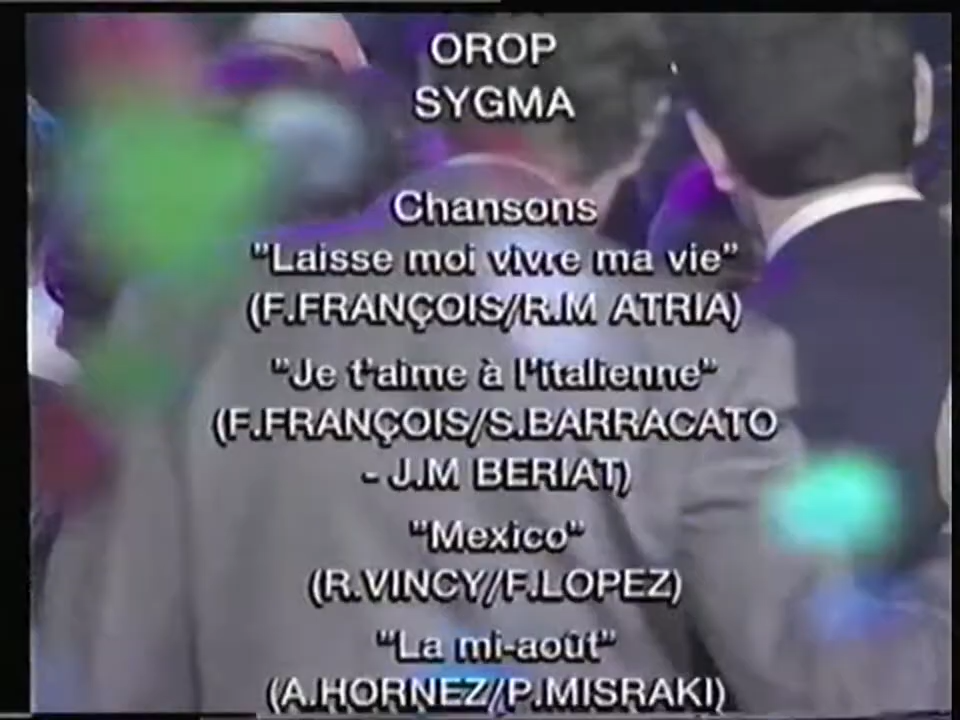 OROP
SYGMA
Chansons
"Laisse moi vivre ma vie"
(F.FRANÇOIS/R.M ATRIA)
"Je t'aime à l'italienne"
(F.FRANÇOIS/S.BARRACATO
- J.M BERIAT)
"Mexico"
(R.VINCY/F.LOPEZ)
"La mi-août"
(A.HORNEZ/P.MISRAKI)